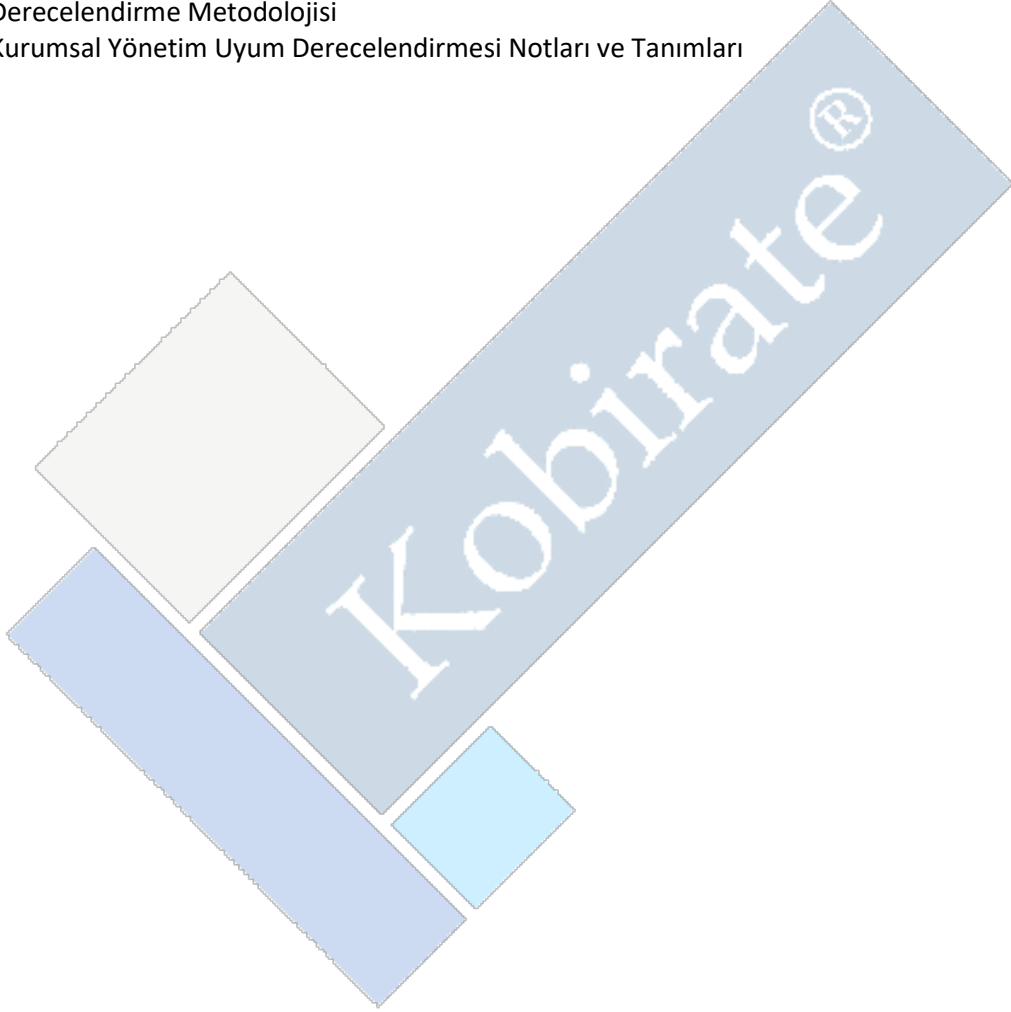 Derecelendirme Metodolojisi
Kurumsal Yönetim Uyum Derecelendirmesi Notları ve Tanımları
Kobirate®